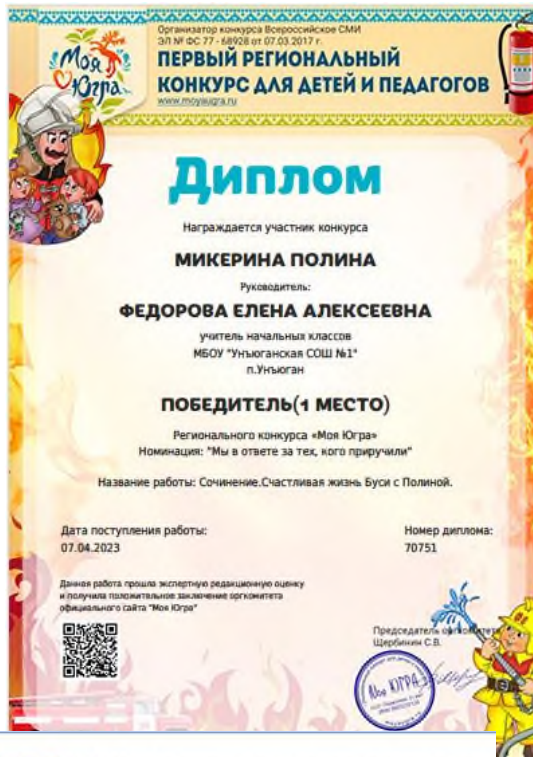 Моя
Югра
Организатор конкурса Всероссийское СМИ
ЭЛ № ФС 77 - 68928 от 07.03.2017 г.
ПЕРВЫЙ РЕГИОНАЛЬНЫЙ
КОНКУРС ДЛЯ ДЕТЕЙ И ПЕДАГОГОВ
www.moyaugra.ru
Диплом
Награждается участник конкурса
МИКЕРИНА ПОЛИНА
Руководитель:
ФЕДОРОВА ЕЛЕНА АЛЕКСЕЕВНА
учитель начальных классов
МБОУ "Унъюганская СОШ №1"
п.Унъюган
ПОБЕДИТЕЛЬ(1 МЕСТО)
Регионального конкурса «Моя Югра»
Номинация: "Мы в ответе за тех, кого приручили"
Название работы: Сочинение.Счастливая жизнь Буси с Полиной.
Дата поступления работы:
07.04.2023
Номер диплома:
70751
Данная работа прошла экспертную редакционную оценку
и получила положительное заключение оргкомитета
официального сайта "Моя Югра"
Председатель оргкомитета
Щербинин С.В.
Моя ЮГРА